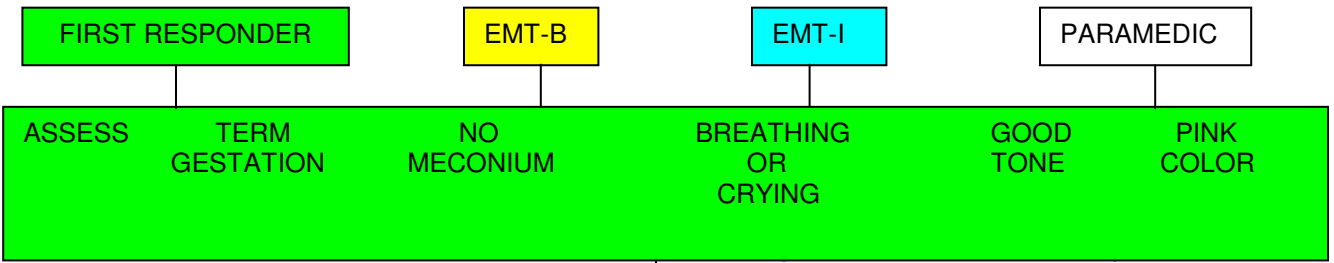 FIRST RESPONDER
EMT-B
EMT-I
PARAMEDIC
ASSESS
TERM
GESTATION
NO
MECONIUM
BREATHING
OR
CRYING
GOOD
TONE
PINK
COLOR